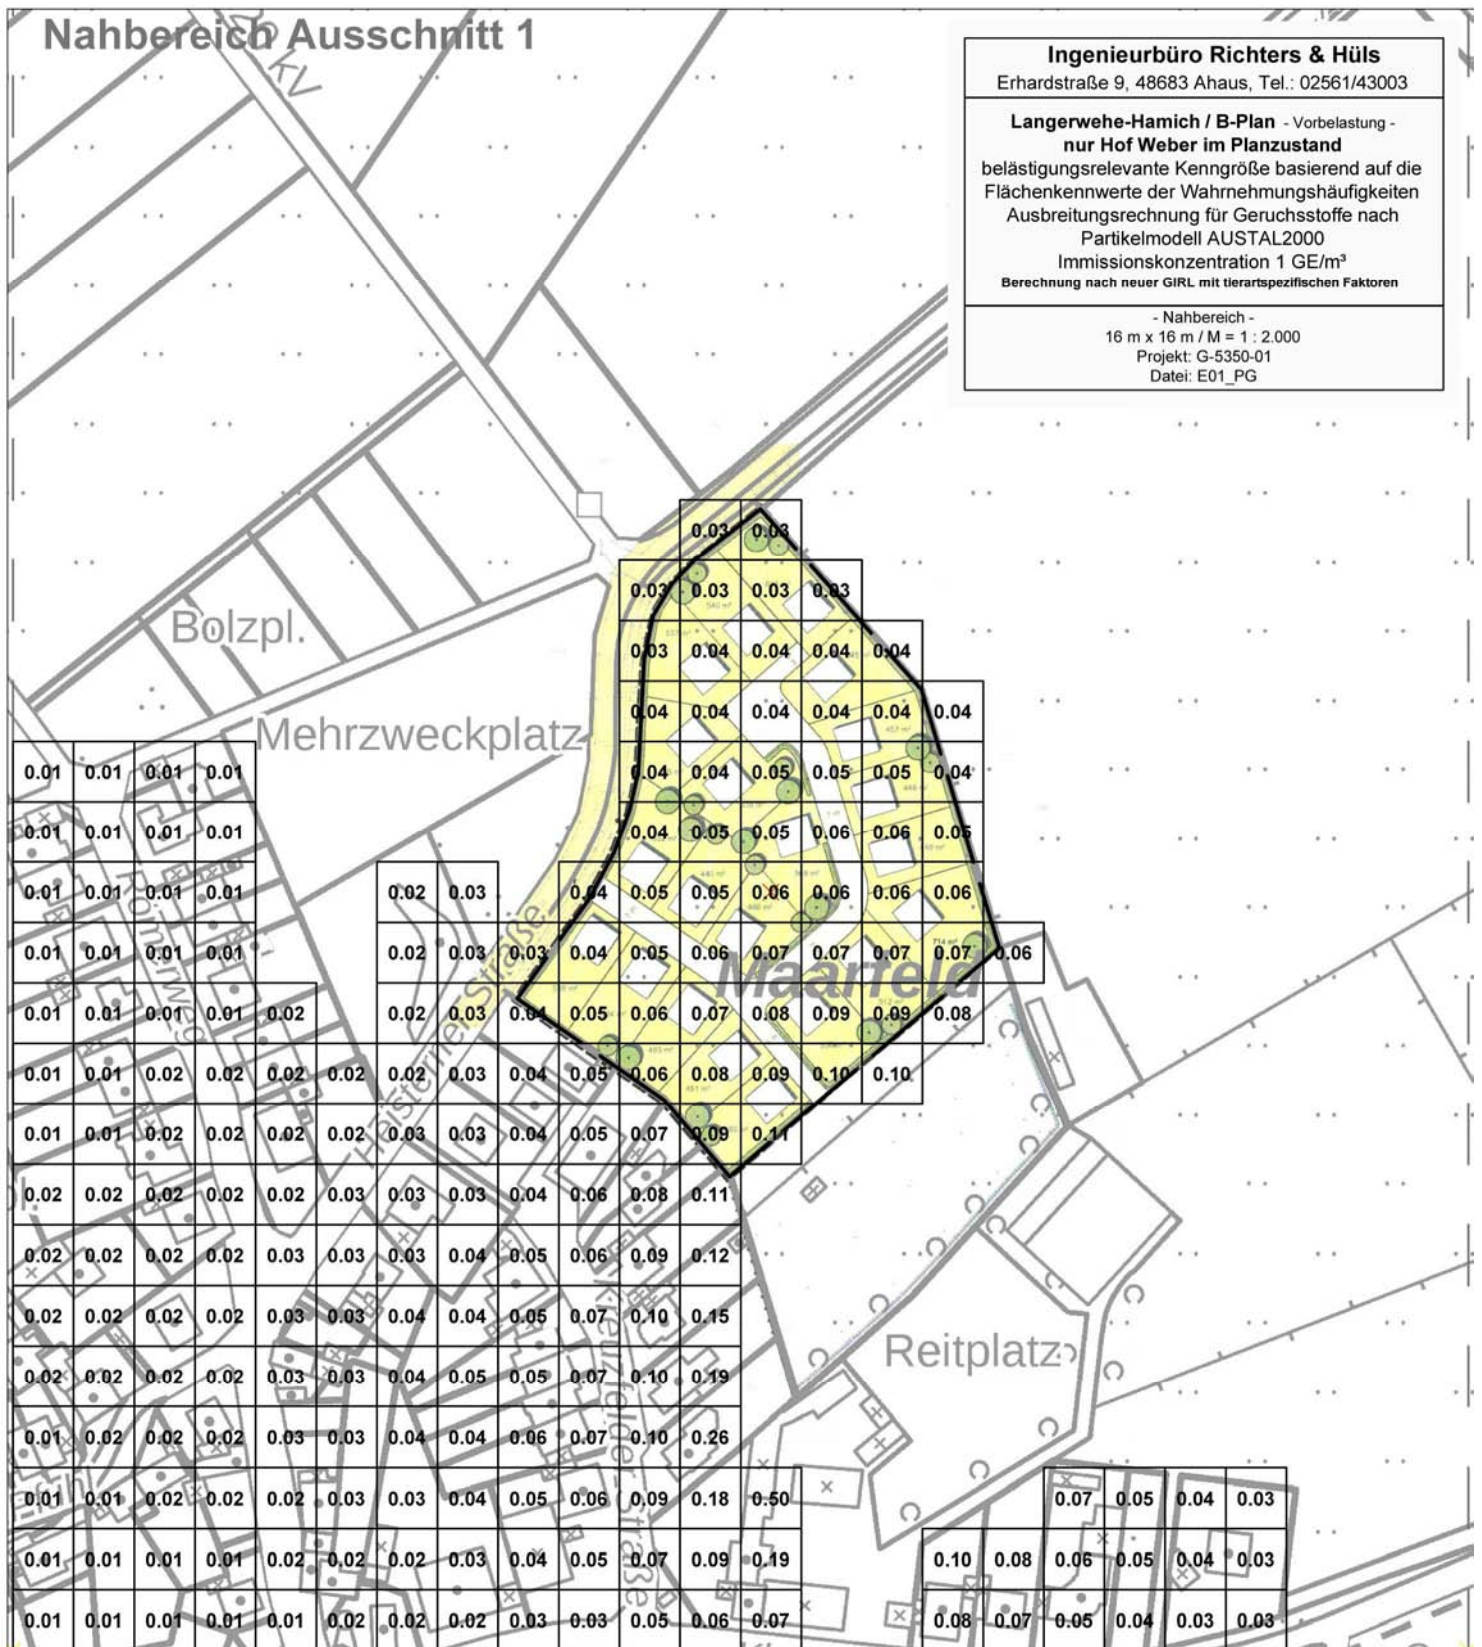 Nahbereich Ausschnitt 1
kV
Ingenieurbüro Richters & Hüls
Erhardstraße 9, 48683 Ahaus, Tel.: 02561/43003
Langerwehe-Hamich / B-Plan - Vorbelastung -
nur Hof Weber im Planzustand
belästigungsrelevante Kenngröße basierend auf die
Flächenkennwerte der Wahrnehmungshäufigkeiten
Ausbreitungsrechnung für Geruchsstoffe nach
Partikelmodell AUSTAL2000
Immissionskonzentration 1 GE/m³
Berechnung nach neuer GIRL mit tierartspezifischen Faktoren
- Nahbereich -
16 m x 16 m / M = 1 : 2.000
Projekt: G-5350-01
Datei: E01_PG
0.03 0.03
0.03 0.03 0.03 0.03
Bolzpl.
0.03 0.04 0.04 0.04 0.04
0.04 0.04 0.04 0.04 0.04 0.04
Mehrzweckplatz
0.01 0.01 0.01 0.01 0.04 0.04 0.05 0.05 0.05 0.04
0.01 0.01 0.01 0.01 0.04 0.05 0.05 0.06 0.06 0.05
0.01 0.01 0.01 0.01 0.02 0.03 0.04 0.05 0.05 0.06 0.06 0.06 0.06
0.01 0.01 0.01 0.01 0.02 0.03 0.03 0.04 0.05 0.06 0.07 0.07 0.07 0.07 0.06
714 m²
Maarfeld
0.01 0.01 0.01 0.01 0.02 0.02 0.03 0.04 0.05 0.06 0.07 0.08 0.09 0.09 0.08
Heisterner Straße
0.01 0.01 0.02 0.02 0.02 0.02 0.02 0.03 0.04 0.05 0.06 0.08 0.09 0.10 0.10
0.01 0.01 0.02 0.02 0.02 0.02 0.03 0.03 0.04 0.05 0.07 0.09 0.11
0.02 0.02 0.02 0.02 0.02 0.03 0.03 0.03 0.04 0.06 0.08 0.11
0.02 0.02 0.02 0.02 0.03 0.03 0.03 0.04 0.05 0.06 0.09 0.12
0.02 0.02 0.02 0.02 0.03 0.03 0.04 0.04 0.05 0.07 0.10 0.15
Reitplatz
0.02 0.02 0.02 0.02 0.03 0.03 0.04 0.05 0.05 0.07 0.10 0.19
0.01 0.02 0.02 0.02 0.03 0.03 0.04 0.04 0.06 0.07 0.10 0.26
Kreuzfelder Straße
0.01 0.01 0.02 0.02 0.02 0.03 0.03 0.04 0.05 0.06 0.09 0.18 0.50 0.07 0.05 0.04 0.03
0.01 0.01 0.01 0.01 0.02 0.02 0.02 0.03 0.04 0.05 0.07 0.09 0.19 0.10 0.08 0.06 0.05 0.04 0.03
0.01 0.01 0.01 0.01 0.01 0.02 0.02 0.02 0.03 0.03 0.05 0.06 0.07 0.08 0.07 0.05 0.04 0.03 0.03